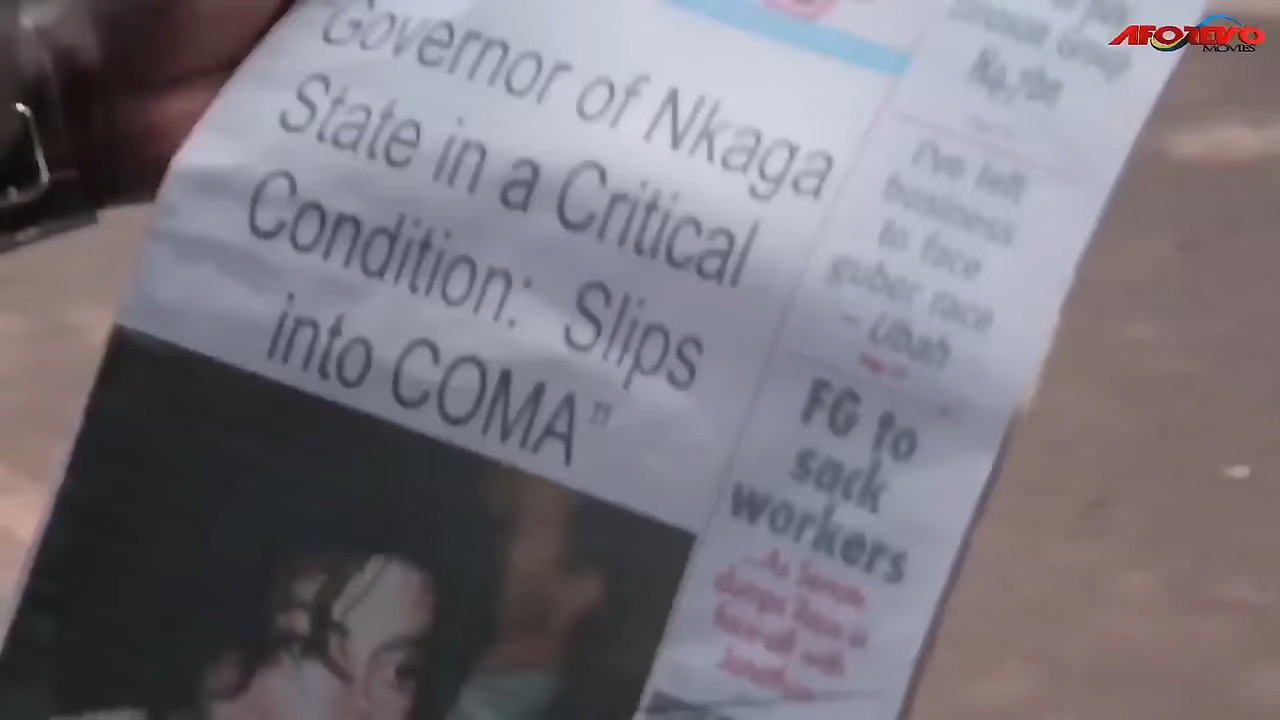 "Governor of Nkaga
State in a Critical
Condition: Slips
into COMA"
I've left
business
to face
guber race
- Ubah
FG to
sack
workers
AFOREVO
MOVIES